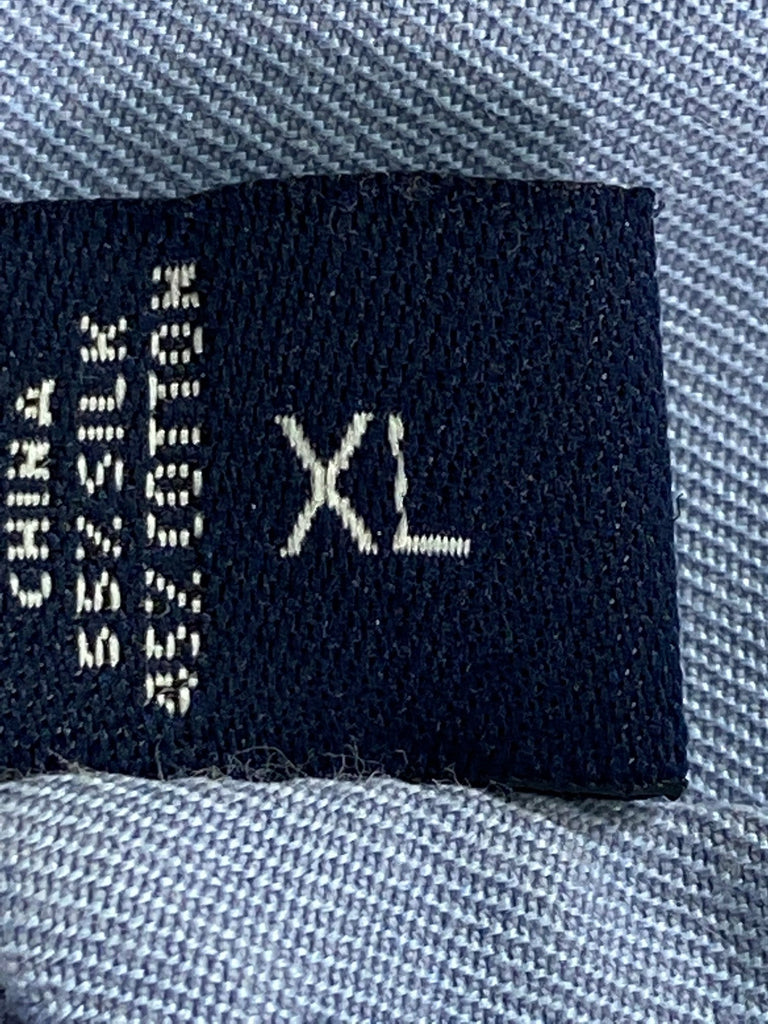 CHINA
55% SILK
45% COTTON
XL